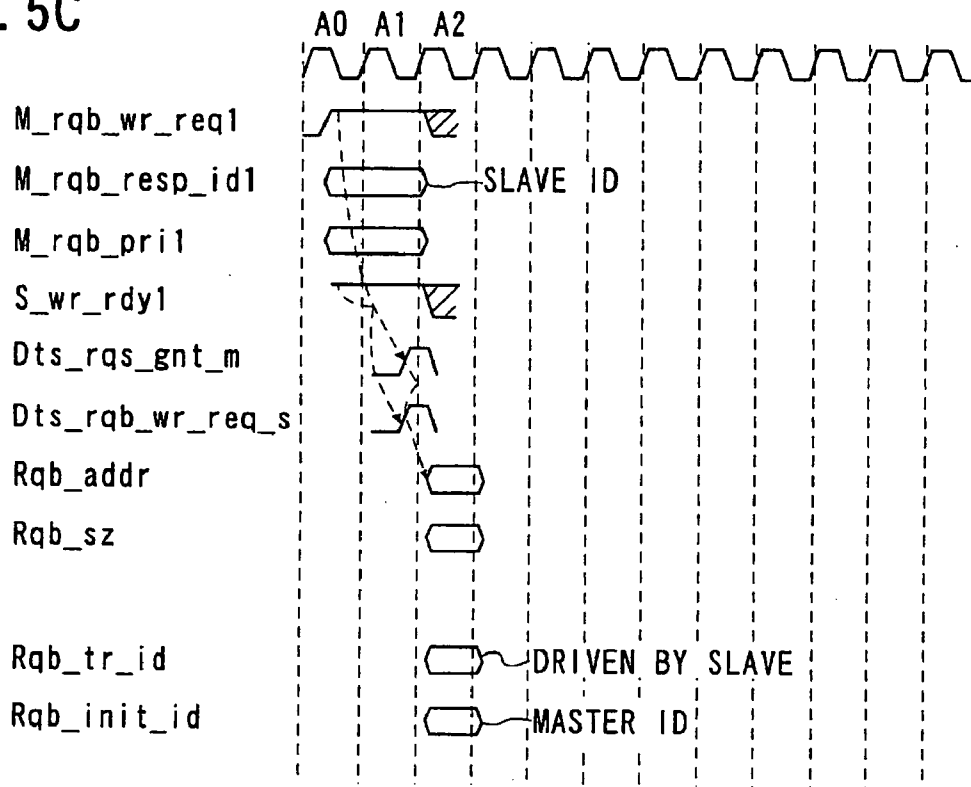 . 5C
A0 A1 A2
M_rqb_wr_req1
M_rqb_resp_id1
SLAVE ID
M_rqb_pri1
S_wr_rdy1
Dts_rqs_gnt_m
Dts_rqb_wr_req_s
Rqb_addr
Rqb_sz
Rqb_tr_id
DRIVEN BY SLAVE
Rqb_init_id
MASTER ID